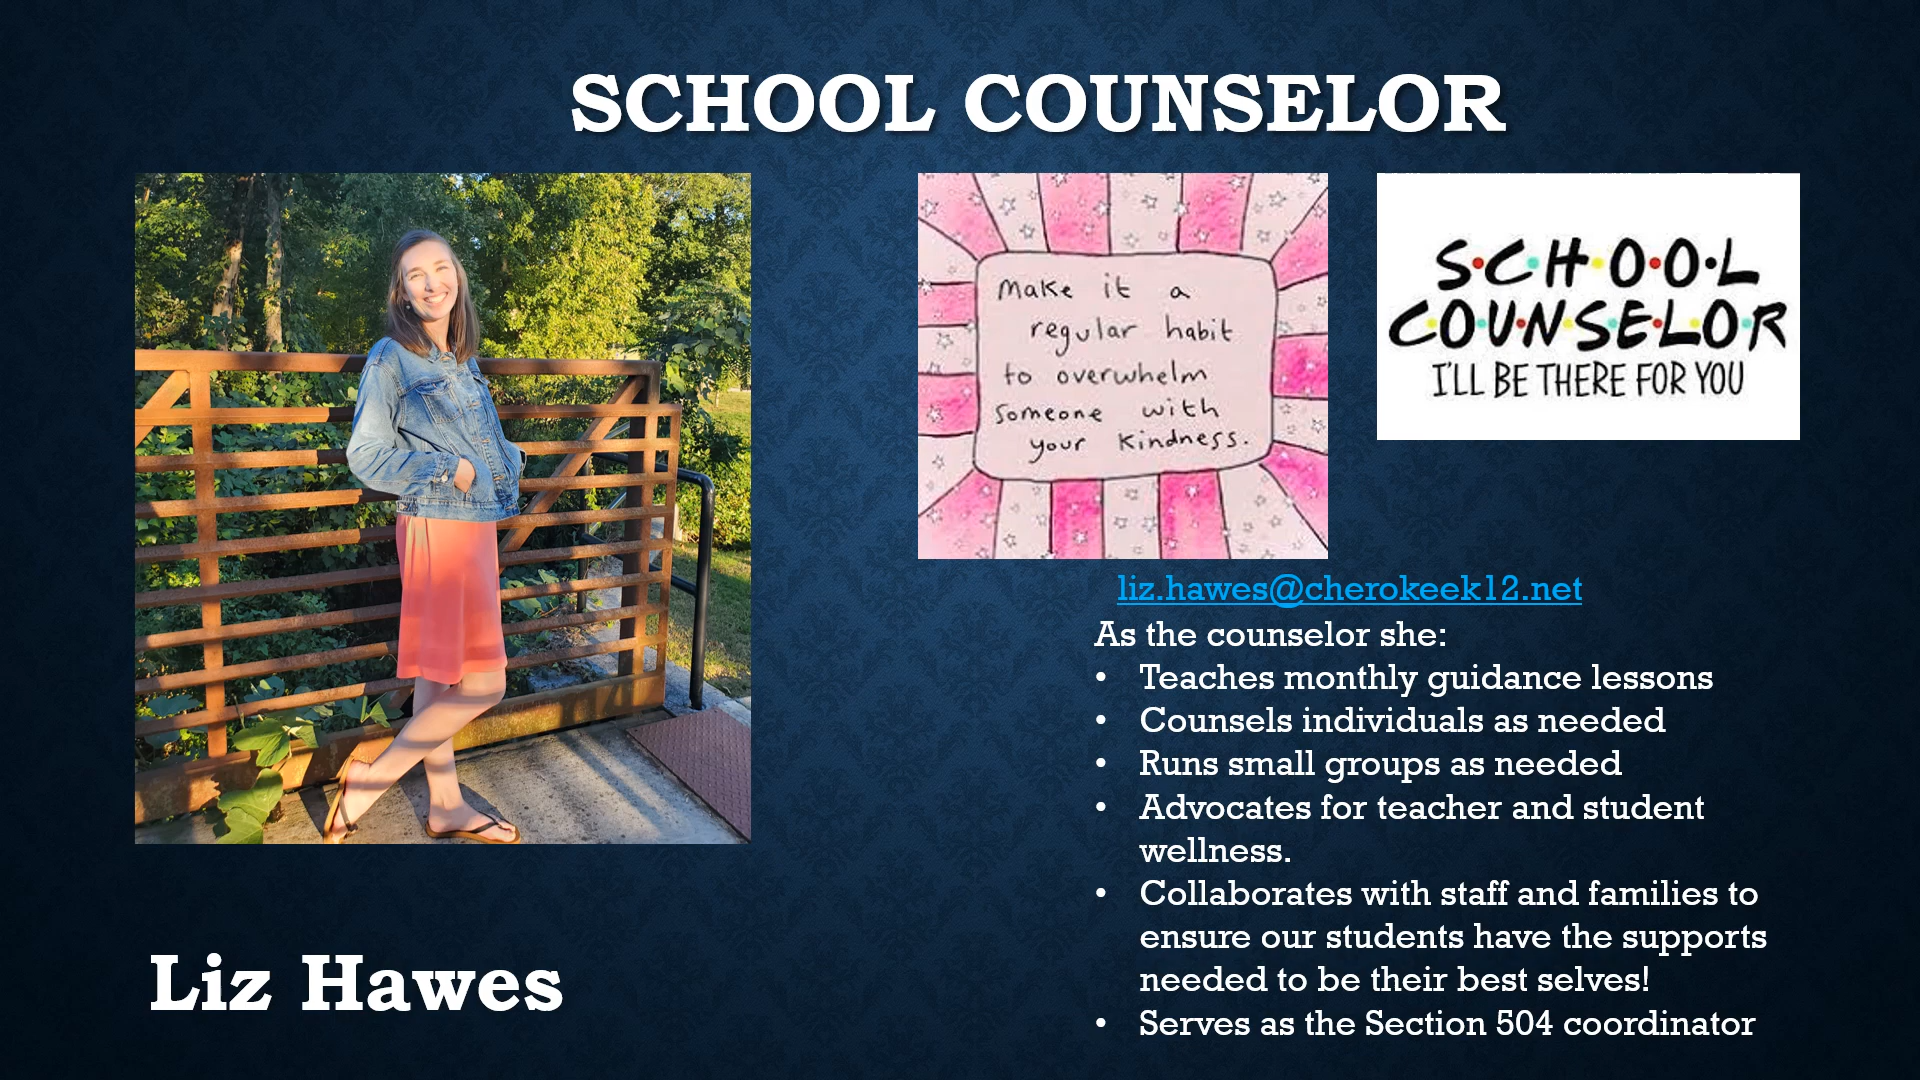 SCHOOL COUNSELOR
Make it a
regular habit
to overwhelm
someone with
your kindness.
S•C•H•O•O•L
C•O•U•N•S•E•L•O•R
I'LL BE THERE FOR YOU
liz.hawes@cherokeek12.net
As the counselor she:
• Teaches monthly guidance lessons
• Counsels individuals as needed
• Runs small groups as needed
• Advocates for teacher and student
wellness.
• Collaborates with staff and families to
ensure our students have the supports
needed to be their best selves!
• Serves as the Section 504 coordinator
Liz Hawes